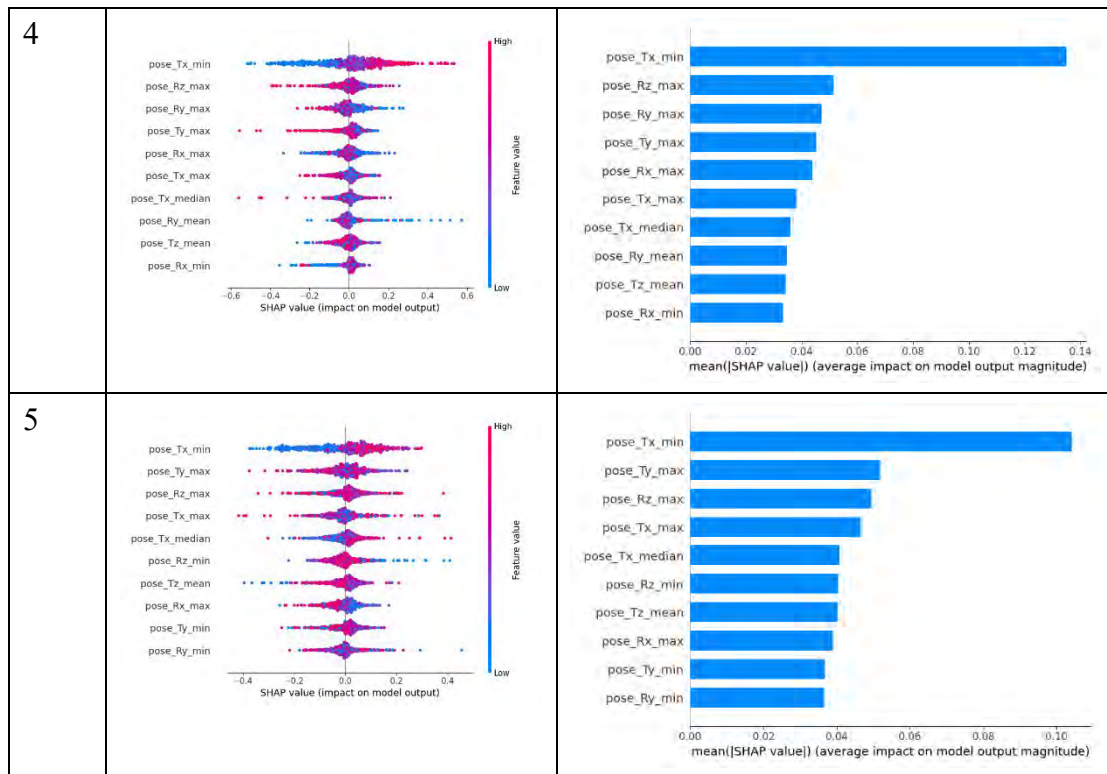 4
High
pose_Tx_min
pose_Rz_max
pose_Ry_max
pose_Ty_max
pose_Rx_max
pose_Tx_max
pose_Tx_median
pose_Ry_mean
pose_Tz_mean
pose_Rx_min
Feature value
Low
−0.6 −0.4 −0.2 0.0 0.2 0.4 0.6
SHAP value (impact on model output)
pose_Tx_min
pose_Rz_max
pose_Ry_max
pose_Ty_max
pose_Rx_max
pose_Tx_max
pose_Tx_median
pose_Ry_mean
pose_Tz_mean
pose_Rx_min
0.00 0.02 0.04 0.06 0.08 0.10 0.12 0.14
mean(|SHAP value|) (average impact on model output magnitude)
5
High
pose_Tx_min
pose_Ty_max
pose_Rz_max
pose_Tx_max
pose_Tx_median
pose_Rz_min
pose_Tz_mean
pose_Rx_max
pose_Ty_min
pose_Ry_min
Feature value
Low
−0.4 −0.2 0.0 0.2 0.4
SHAP value (impact on model output)
pose_Tx_min
pose_Ty_max
pose_Rz_max
pose_Tx_max
pose_Tx_median
pose_Rz_min
pose_Tz_mean
pose_Rx_max
pose_Ty_min
pose_Ry_min
0.00 0.02 0.04 0.06 0.08 0.10
mean(|SHAP value|) (average impact on model output magnitude)